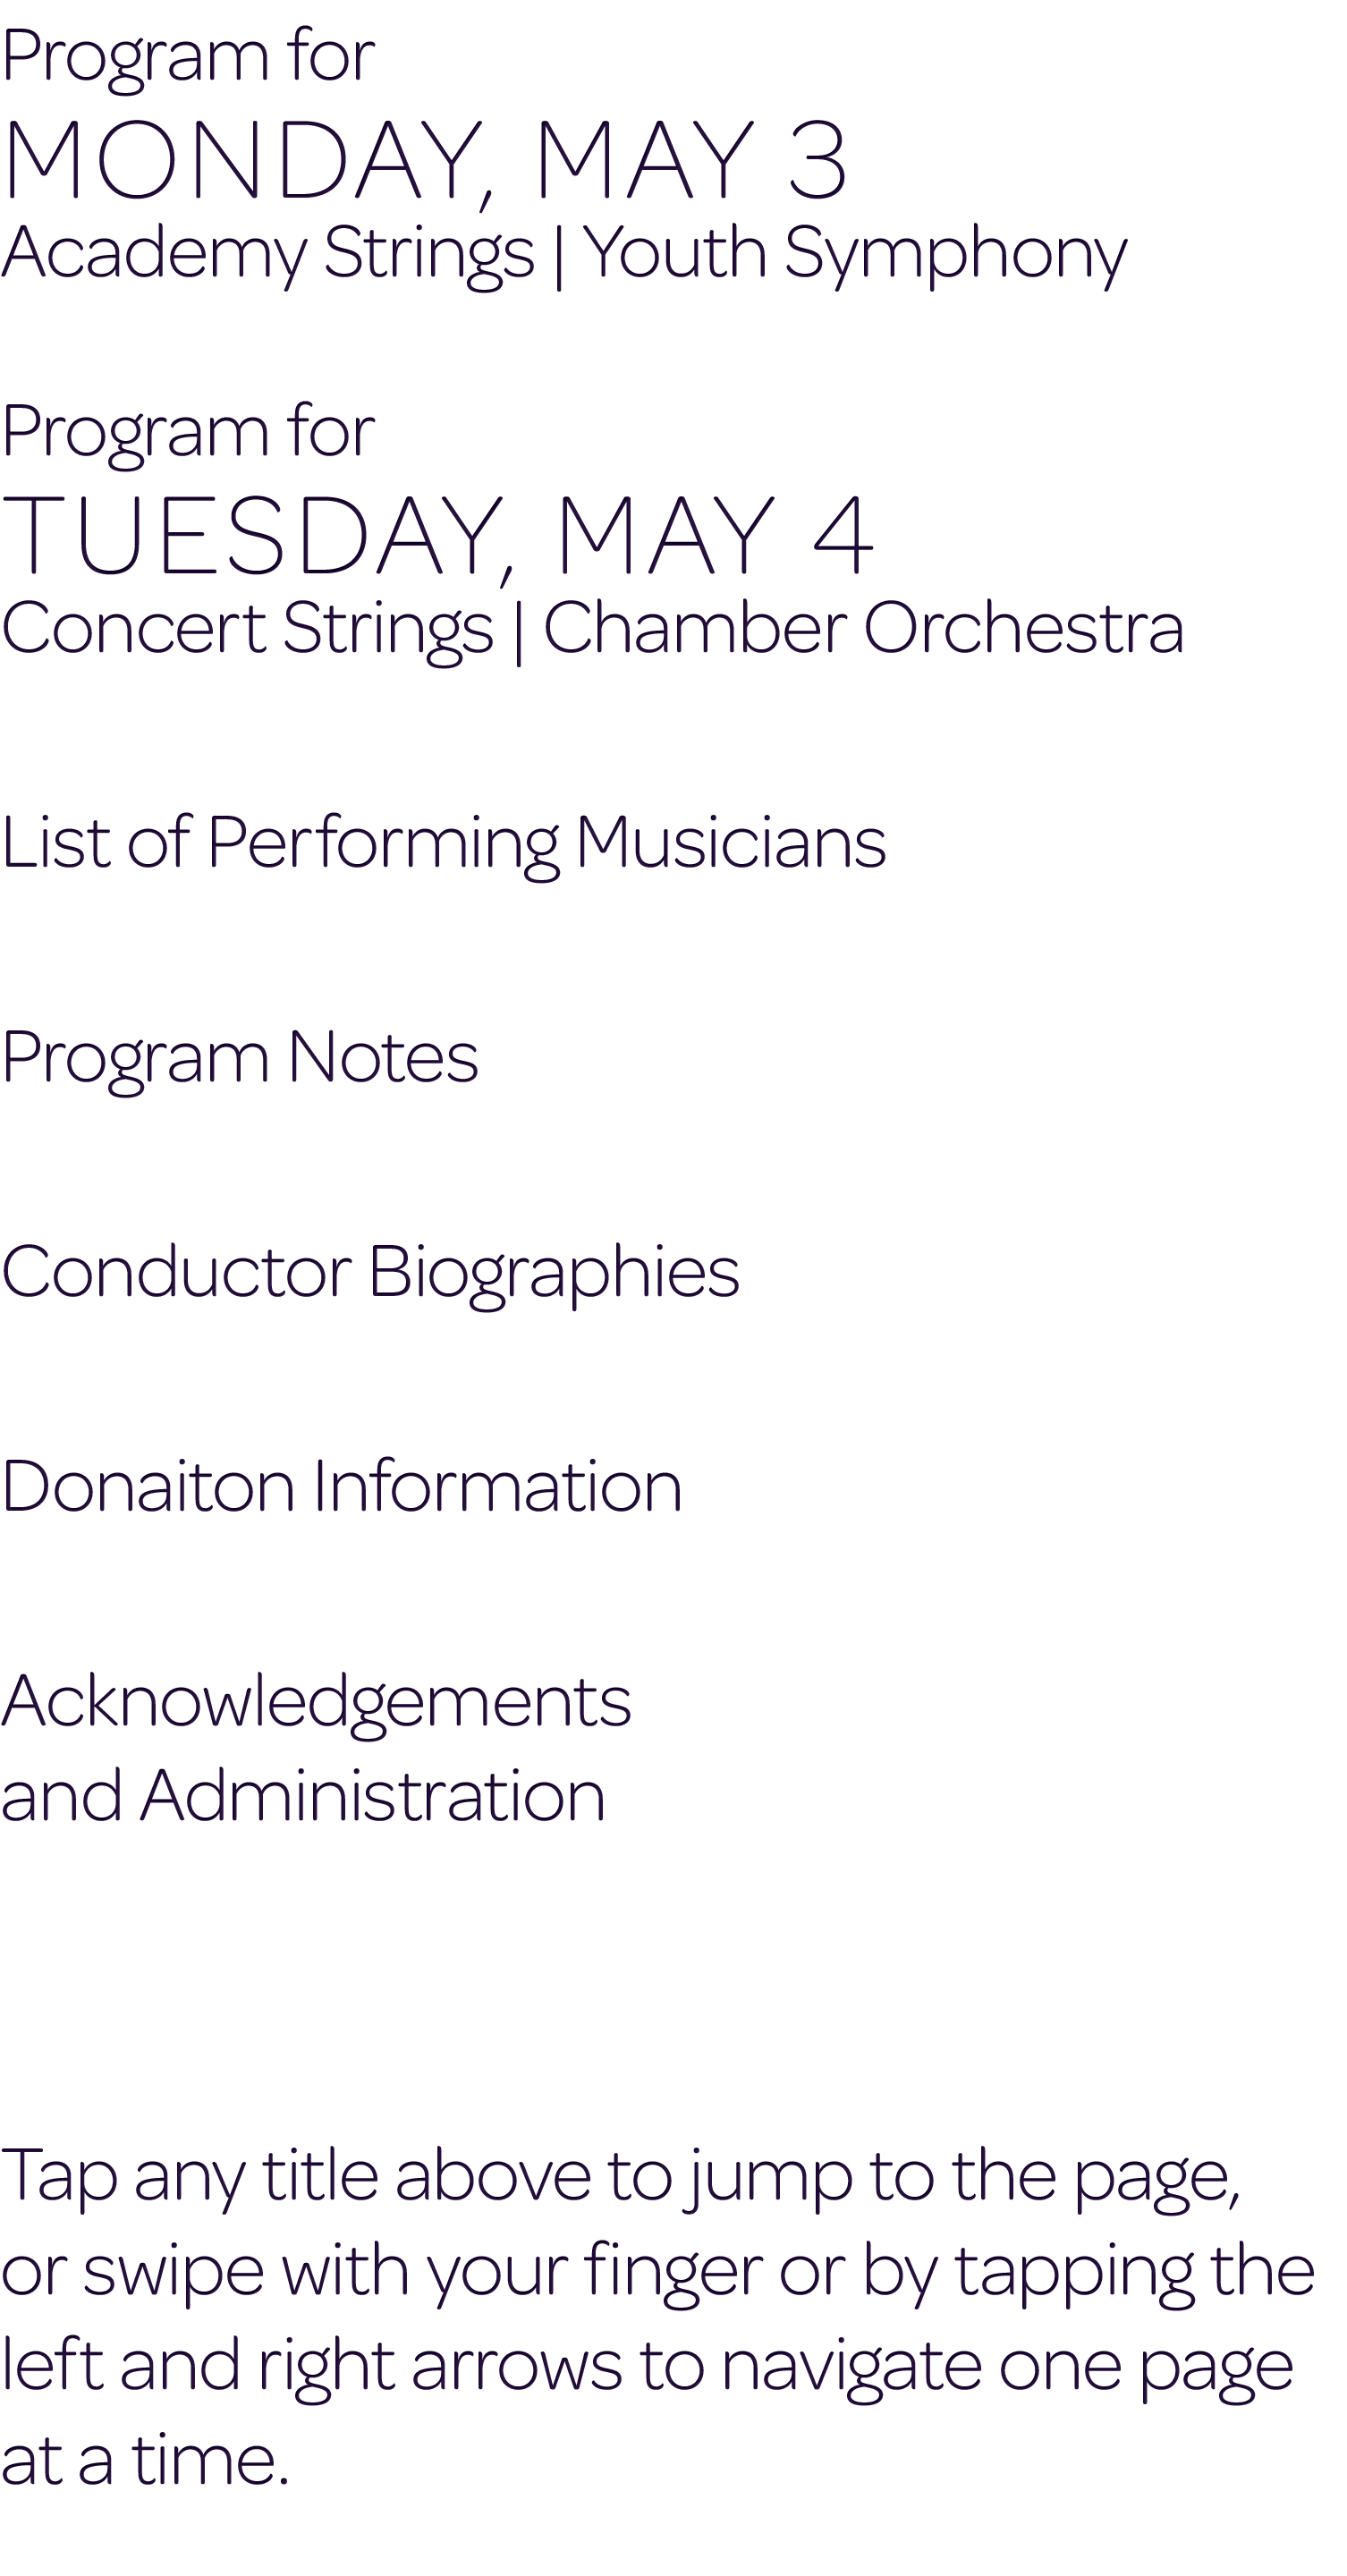 Program for
MONDAY, MAY 3
Academy Strings | Youth Symphony
Program for
TUESDAY, MAY 4
Concert Strings | Chamber Orchestra
List of Performing Musicians
Program Notes
Conductor Biographies
Donaiton Information
Acknowledgements
and Administration
Tap any title above to jump to the page,
or swipe with your finger or by tapping the
left and right arrows to navigate one page
at a time.